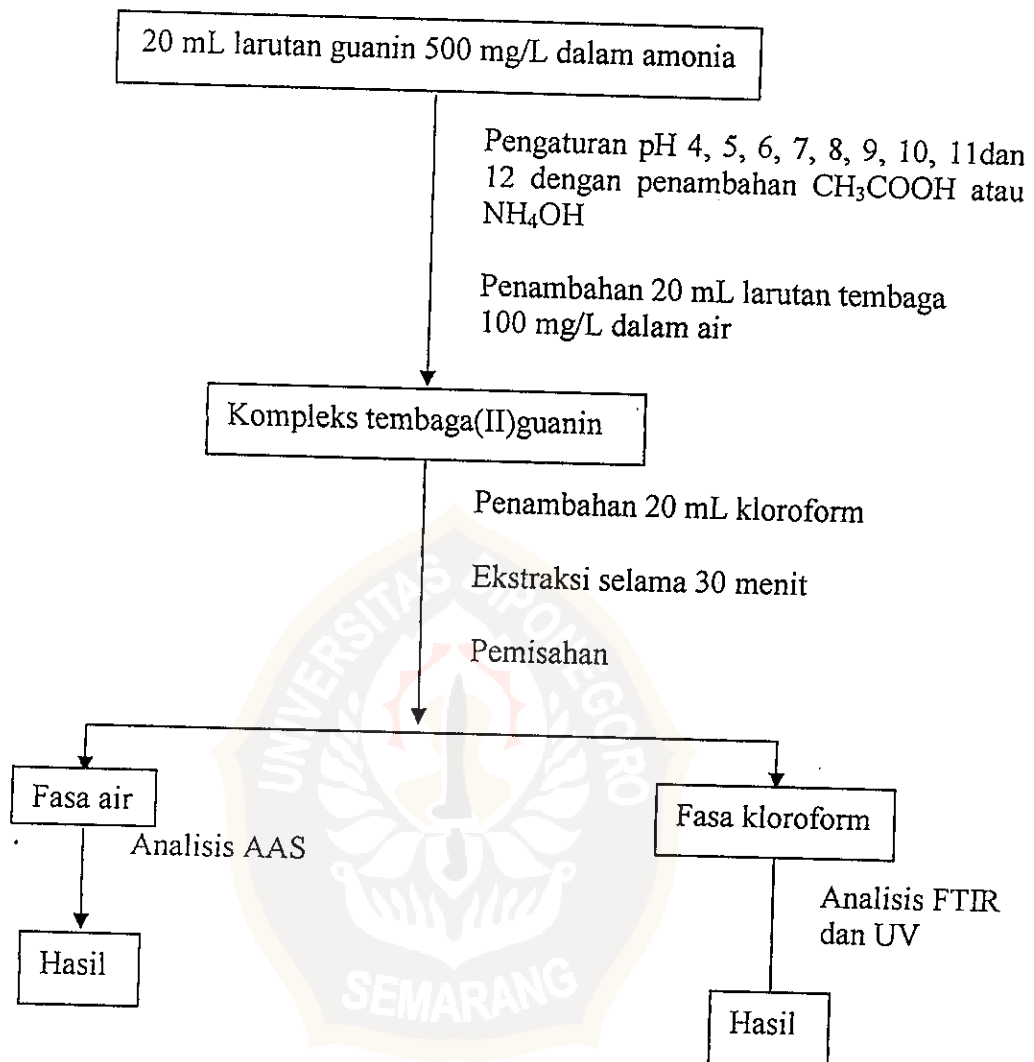 20 mL larutan guanin 500 mg/L dalam amonia
Pengaturan pH 4, 5, 6, 7, 8, 9, 10, 11dan
12 dengan penambahan CH₃COOH atau
NH₄OH
Penambahan 20 mL larutan tembaga
100 mg/L dalam air
Kompleks tembaga(II)guanin
Penambahan 20 mL kloroform
Ekstraksi selama 30 menit
Pemisahan
Fasa air
Fasa kloroform
Analisis AAS
Analisis FTIR
dan UV
Hasil
Hasil
UNIVERSITAS DIPONEGORO
SEMARANG